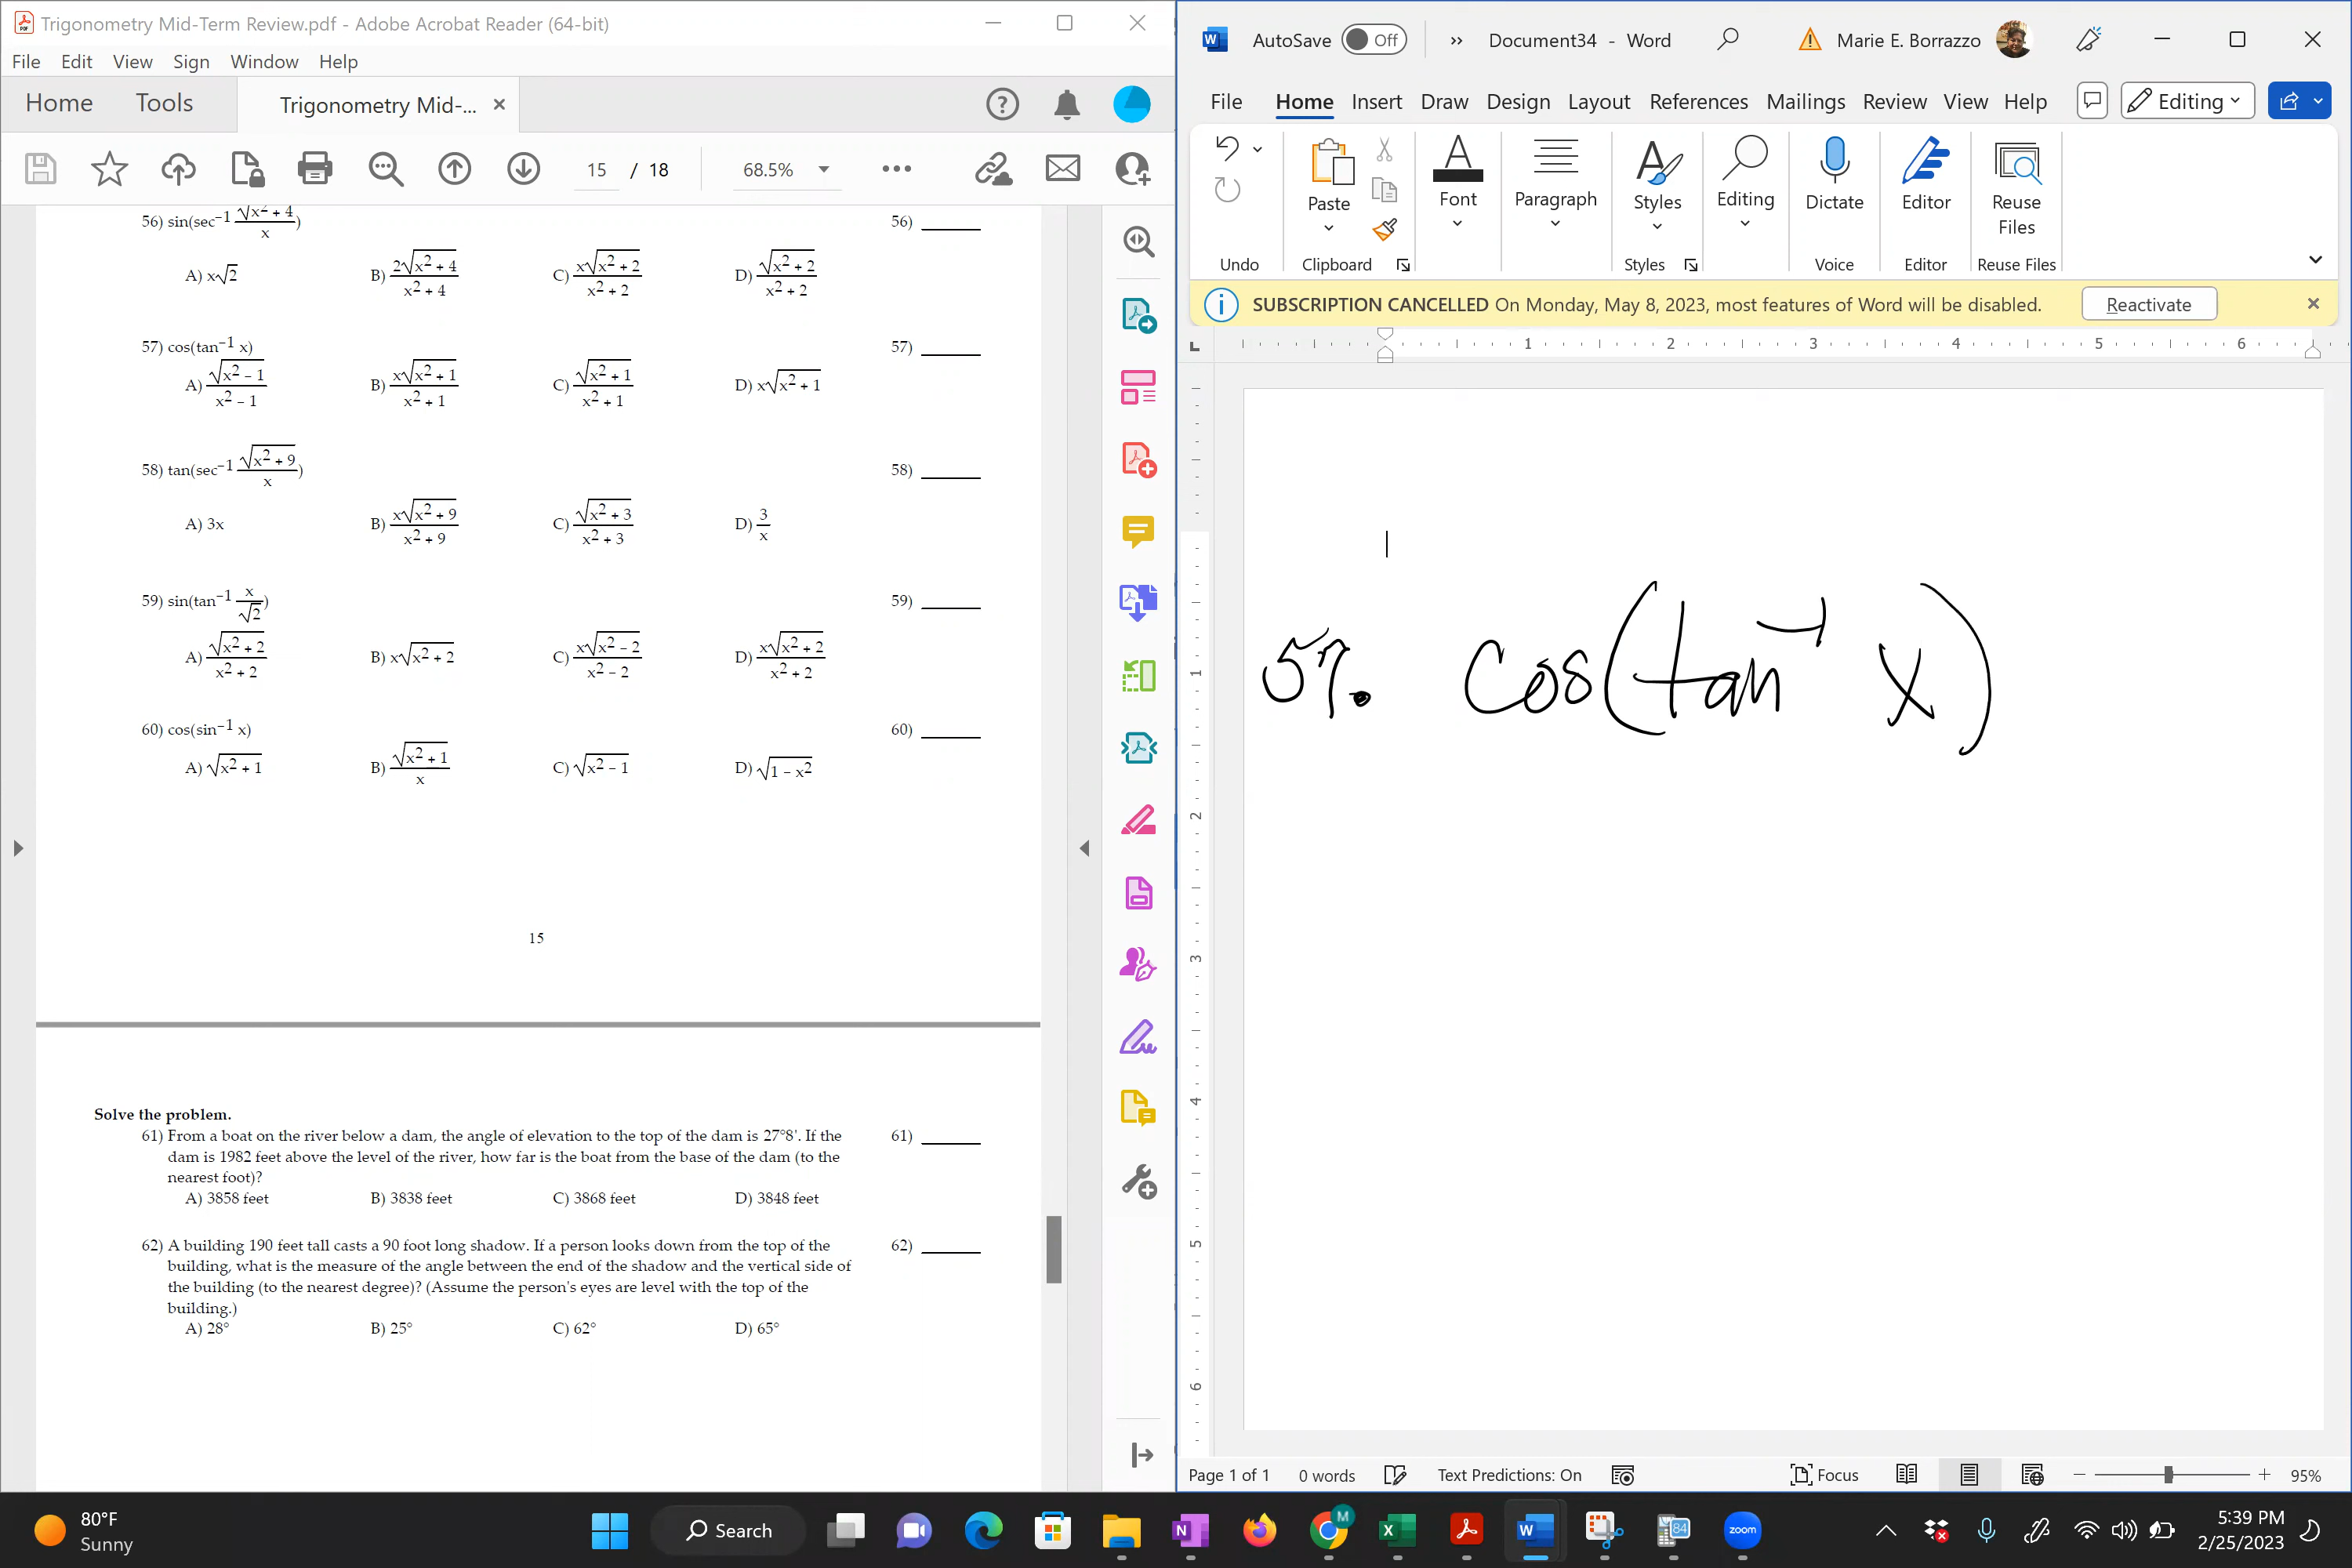 Trigonometry Mid-Term Review.pdf - Adobe Acrobat Reader (64-bit)
File Edit View Sign Window Help
Home Tools Trigonometry Mid-...
15 / 18 68.5%
56) sin(sec⁻¹ √(x² + 4)/x) 56)
A) x√2 B) 2√(x² + 4)/(x² + 4) C) x√(x² + 2)/(x² + 2) D) √(x² + 2)/(x² + 2)
57) cos(tan⁻¹ x) 57)
A) √(x² − 1)/(x² − 1) B) x√(x² + 1)/(x² + 1) C) √(x² + 1)/(x² + 1) D) x√(x² + 1)
58) tan(sec⁻¹ √(x² + 9)/x) 58)
A) 3x B) x√(x² + 9)/(x² + 9) C) √(x² + 3)/(x² + 3) D) 3/x
59) sin(tan⁻¹ x/√2) 59)
A) √(x² + 2)/(x² + 2) B) x√(x² + 2) C) x√(x² − 2)/(x² − 2) D) x√(x² + 2)/(x² + 2)
60) cos(sin⁻¹ x) 60)
A) √(x² + 1) B) √(x² + 1)/x C) √(x² − 1) D) √(1 − x²)
15
Solve the problem.
61) From a boat on the river below a dam, the angle of elevation to the top of the dam is 27°8'. If the 61)
dam is 1982 feet above the level of the river, how far is the boat from the base of the dam (to the
nearest foot)?
A) 3858 feet B) 3838 feet C) 3868 feet D) 3848 feet
62) A building 190 feet tall casts a 90 foot long shadow. If a person looks down from the top of the 62)
building, what is the measure of the angle between the end of the shadow and the vertical side of
the building (to the nearest degree)? (Assume the person's eyes are level with the top of the
building.)
A) 28° B) 25° C) 62° D) 65°
AutoSave Off Document34 - Word Marie E. Borrazzo
File Home Insert Draw Design Layout References Mailings Review View Help Editing
Paste Font Paragraph Styles Editing Dictate Editor Reuse
Files
Undo Clipboard Styles Voice Editor Reuse Files
SUBSCRIPTION CANCELLED On Monday, May 8, 2023, most features of Word will be disabled. Reactivate
1 2 3 4 5 6
57. cos(tan⁻¹ x)
1
2
3
4
5
6
Page 1 of 1 0 words Text Predictions: On Focus 95%
80°F
Sunny
Search
M
84
zoom
5:39 PM
2/25/2023